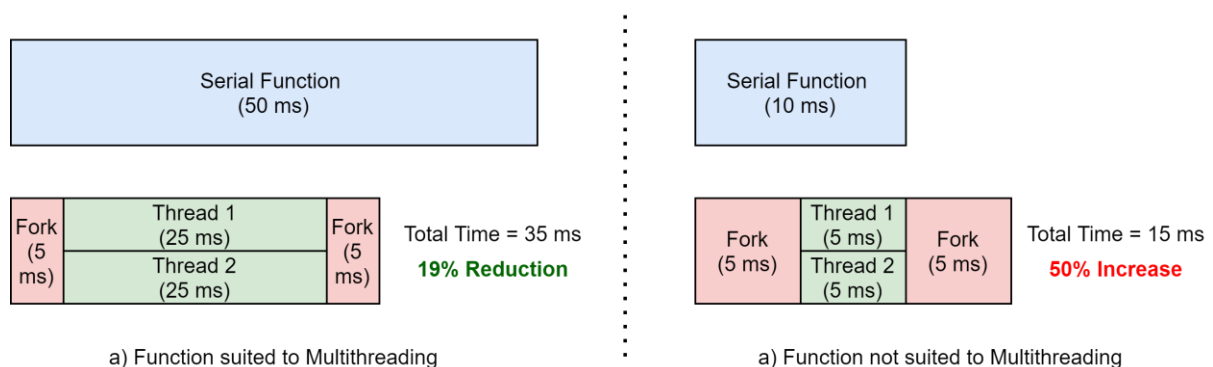 Serial Function
(50 ms)
Fork
(5
ms)
Thread 1
(25 ms)
Thread 2
(25 ms)
Fork
(5
ms)
Total Time = 35 ms
19% Reduction
a) Function suited to Multithreading
Serial Function
(10 ms)
Fork
(5 ms)
Thread 1
(5 ms)
Thread 2
(5 ms)
Fork
(5 ms)
Total Time = 15 ms
50% Increase
a) Function not suited to Multithreading